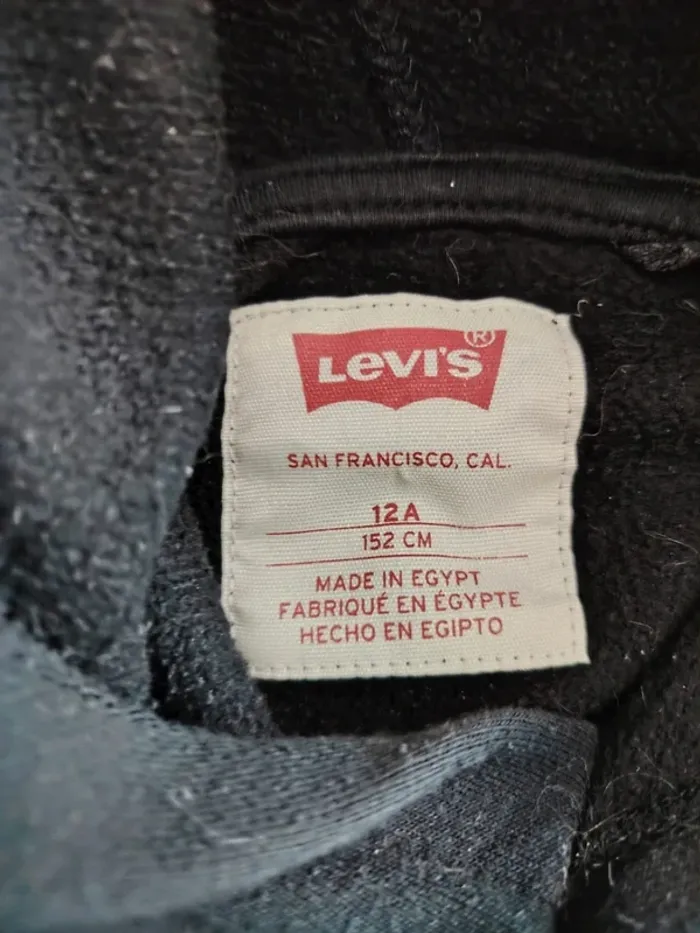 LEVI'S®
SAN FRANCISCO, CAL.
12A
152 CM
MADE IN EGYPT
FABRIQUÉ EN ÉGYPTE
HECHO EN EGIPTO